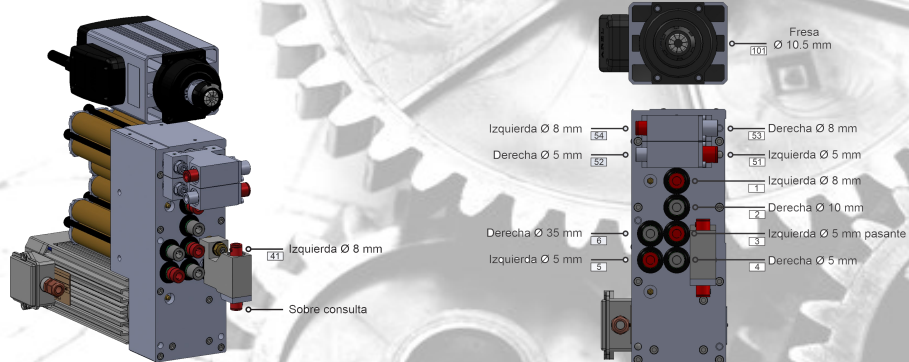 Izquierda Ø 8 mm
41
Sobre consulta
Fresa
Ø 10.5 mm
101
Izquierda Ø 8 mm
54
Derecha Ø 8 mm
53
Derecha Ø 5 mm
52
Izquierda Ø 5 mm
51
Izquierda Ø 8 mm
1
Derecha Ø 10 mm
2
Derecha Ø 35 mm
6
Izquierda Ø 5 mm pasante
3
Izquierda Ø 5 mm
5
Derecha Ø 5 mm
4